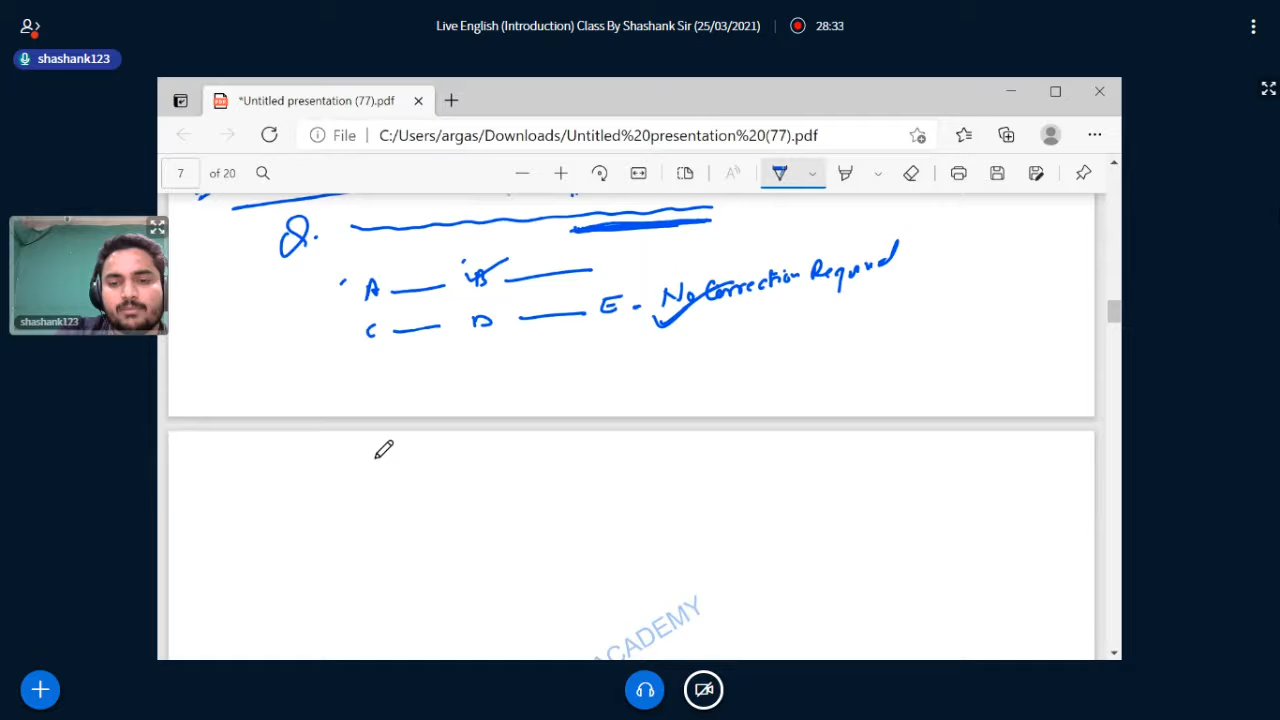 Live English (Introduction) Class By Shashank Sir (25/03/2021)
28:33
shashank123
*Untitled presentation (77).pdf
File
C:/Users/argas/Downloads/Untitled%20presentation%20(77).pdf
7 of 20
Q.
A
B
C
D
E - No Correction Required
shashank123
ACADEMY